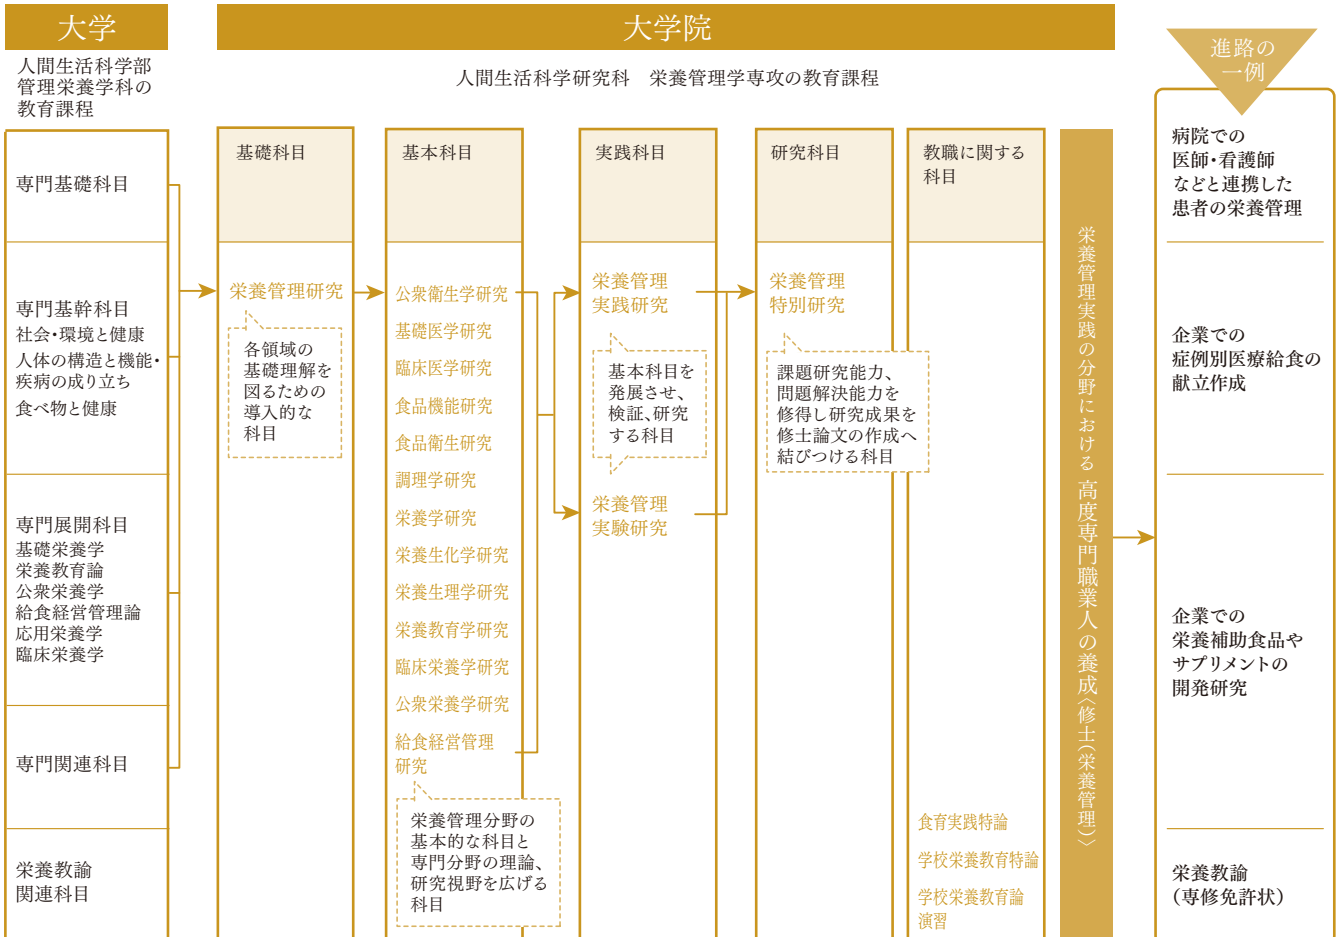 大学
人間生活科学部
管理栄養学科の
教育課程
専門基礎科目
専門基幹科目
社会・環境と健康
人体の構造と機能・
疾病の成り立ち
食べ物と健康
専門展開科目
基礎栄養学
栄養教育論
公衆栄養学
給食経営管理論
応用栄養学
臨床栄養学
専門関連科目
栄養教諭
関連科目
大学院
人間生活科学研究科　栄養管理学専攻の教育課程
基礎科目
栄養管理研究
各領域の
基礎理解を
図るための
導入的な
科目
基本科目
公衆衛生学研究
基礎医学研究
臨床医学研究
食品機能研究
食品衛生研究
調理学研究
栄養学研究
栄養生化学研究
栄養生理学研究
栄養教育学研究
臨床栄養学研究
公衆栄養学研究
給食経営管理
研究
栄養管理分野の
基本的な科目と
専門分野の理論、
研究視野を広げる
科目
実践科目
栄養管理
実践研究
基本科目を
発展させ、
検証、研究
する科目
栄養管理
実験研究
研究科目
栄養管理
特別研究
課題研究能力、
問題解決能力を
修得し研究成果を
修士論文の作成へ
結びつける科目
教職に関する
科目
食育実践特論
学校栄養教育特論
学校栄養教育論
演習
栄養管理実践の分野における 高度専門職業人の養成〈修士(栄養管理)〉
進路の
一例
病院での
医師・看護師
などと連携した
患者の栄養管理
企業での
症例別医療給食の
献立作成
企業での
栄養補助食品や
サプリメントの
開発研究
栄養教諭
(専修免許状)